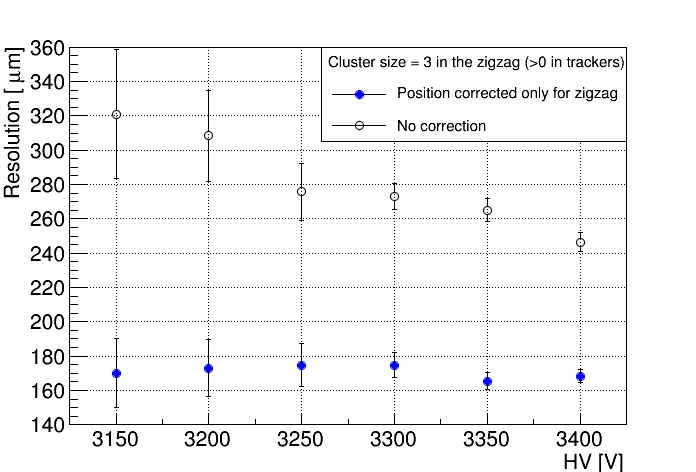 Resolution [μm]
360
340
320
300
280
260
240
220
200
180
160
140
Cluster size = 3 in the zigzag (>0 in trackers)
Position corrected only for zigzag
No correction
3150 3200 3250 3300 3350 3400
HV [V]